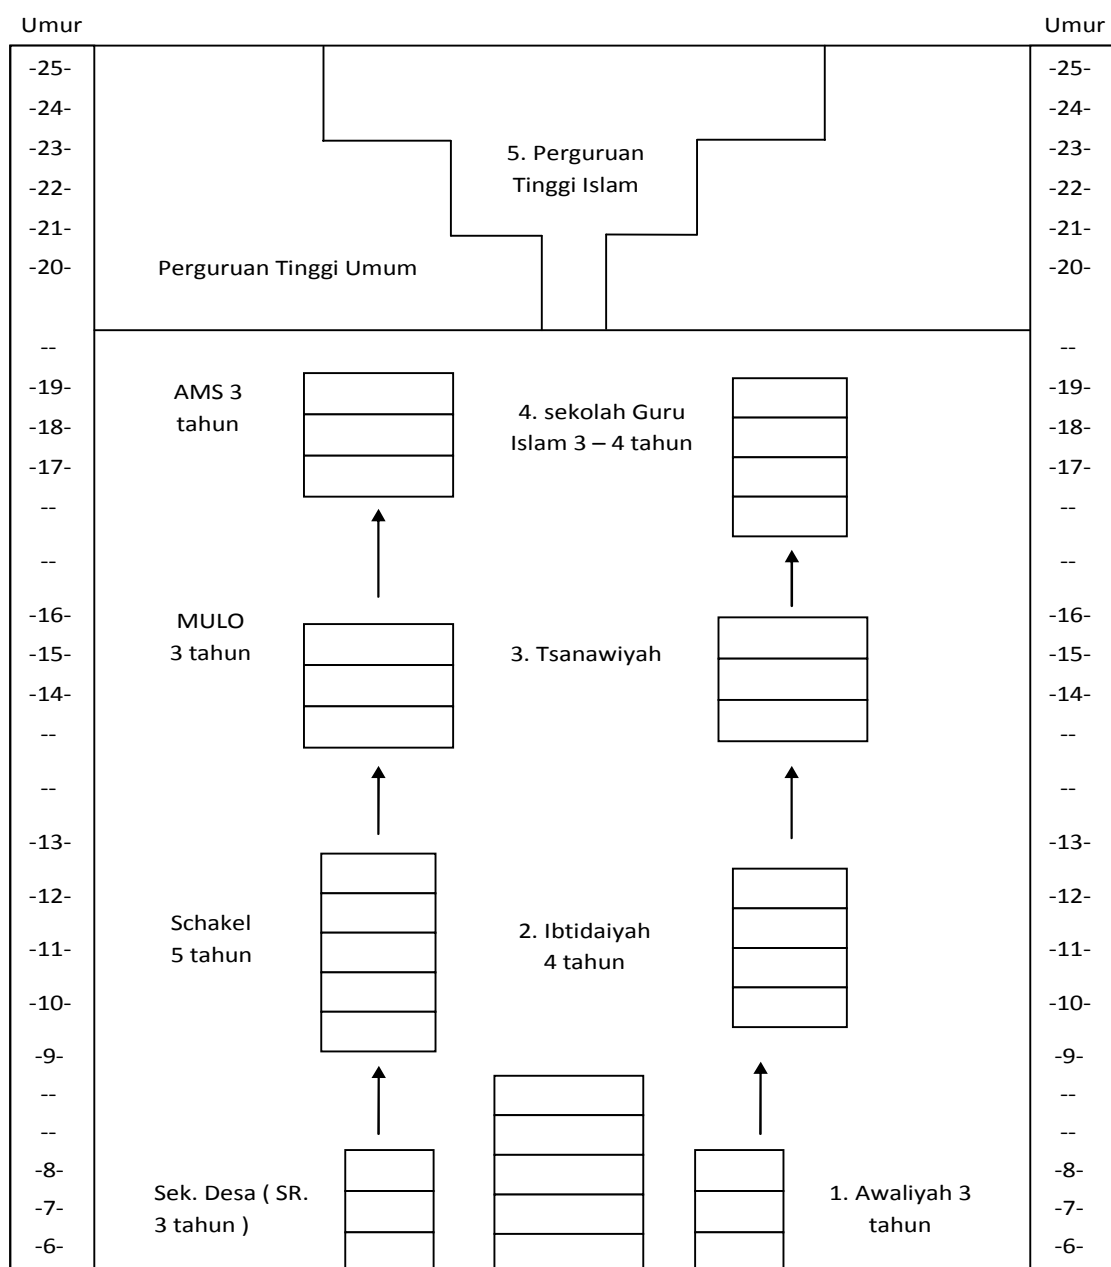 Umur
Umur
-25-
-24-
-23-
-22-
-21-
-20-
--
-19-
-18-
-17-
--
--
-16-
-15-
-14-
--
--
-13-
-12-
-11-
-10-
-9-
--
--
-8-
-7-
-6-
5. Perguruan
Tinggi Islam
Perguruan Tinggi Umum
AMS 3
tahun
4. sekolah Guru
Islam 3 – 4 tahun
MULO
3 tahun
3. Tsanawiyah
Schakel
5 tahun
2. Ibtidaiyah
4 tahun
Sek. Desa ( SR.
3 tahun )
1. Awaliyah 3
tahun
-25-
-24-
-23-
-22-
-21-
-20-
--
-19-
-18-
-17-
--
--
-16-
-15-
-14-
--
--
-13-
-12-
-11-
-10-
-9-
--
--
-8-
-7-
-6-